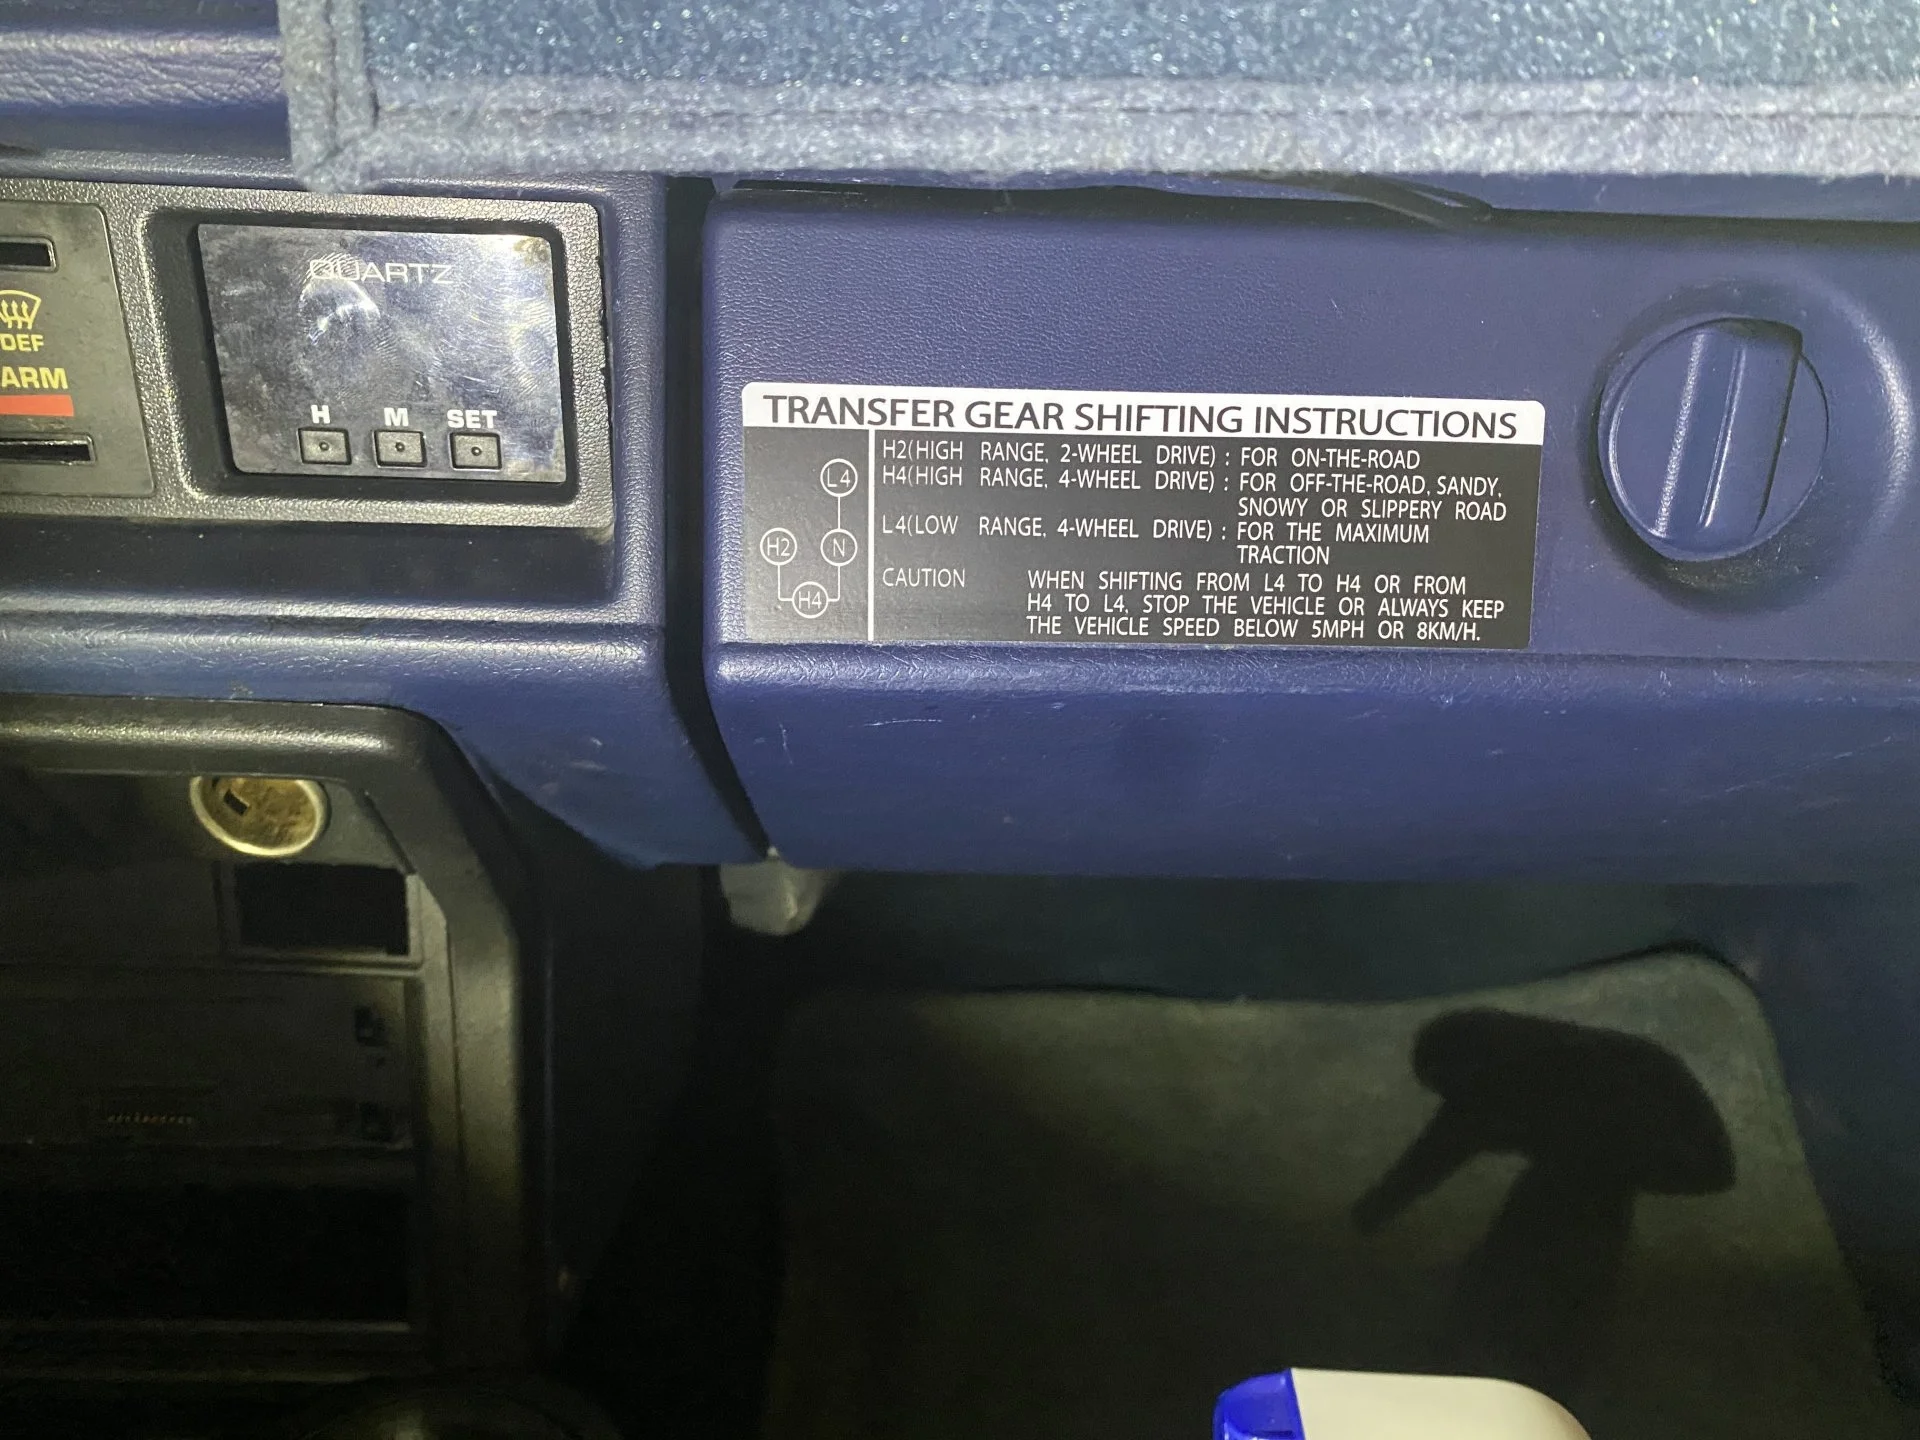 QUARTZ
DEF
ARM
H M SET
TRANSFER GEAR SHIFTING INSTRUCTIONS
H2(HIGH RANGE, 2-WHEEL DRIVE) : FOR ON-THE-ROAD
H4(HIGH RANGE, 4-WHEEL DRIVE) : FOR OFF-THE-ROAD, SANDY,
SNOWY OR SLIPPERY ROAD
L4(LOW RANGE, 4-WHEEL DRIVE) : FOR THE MAXIMUM
TRACTION
CAUTION WHEN SHIFTING FROM L4 TO H4 OR FROM
H4 TO L4, STOP THE VEHICLE OR ALWAYS KEEP
THE VEHICLE SPEED BELOW 5MPH OR 8KM/H.
L4
H2 N
H4